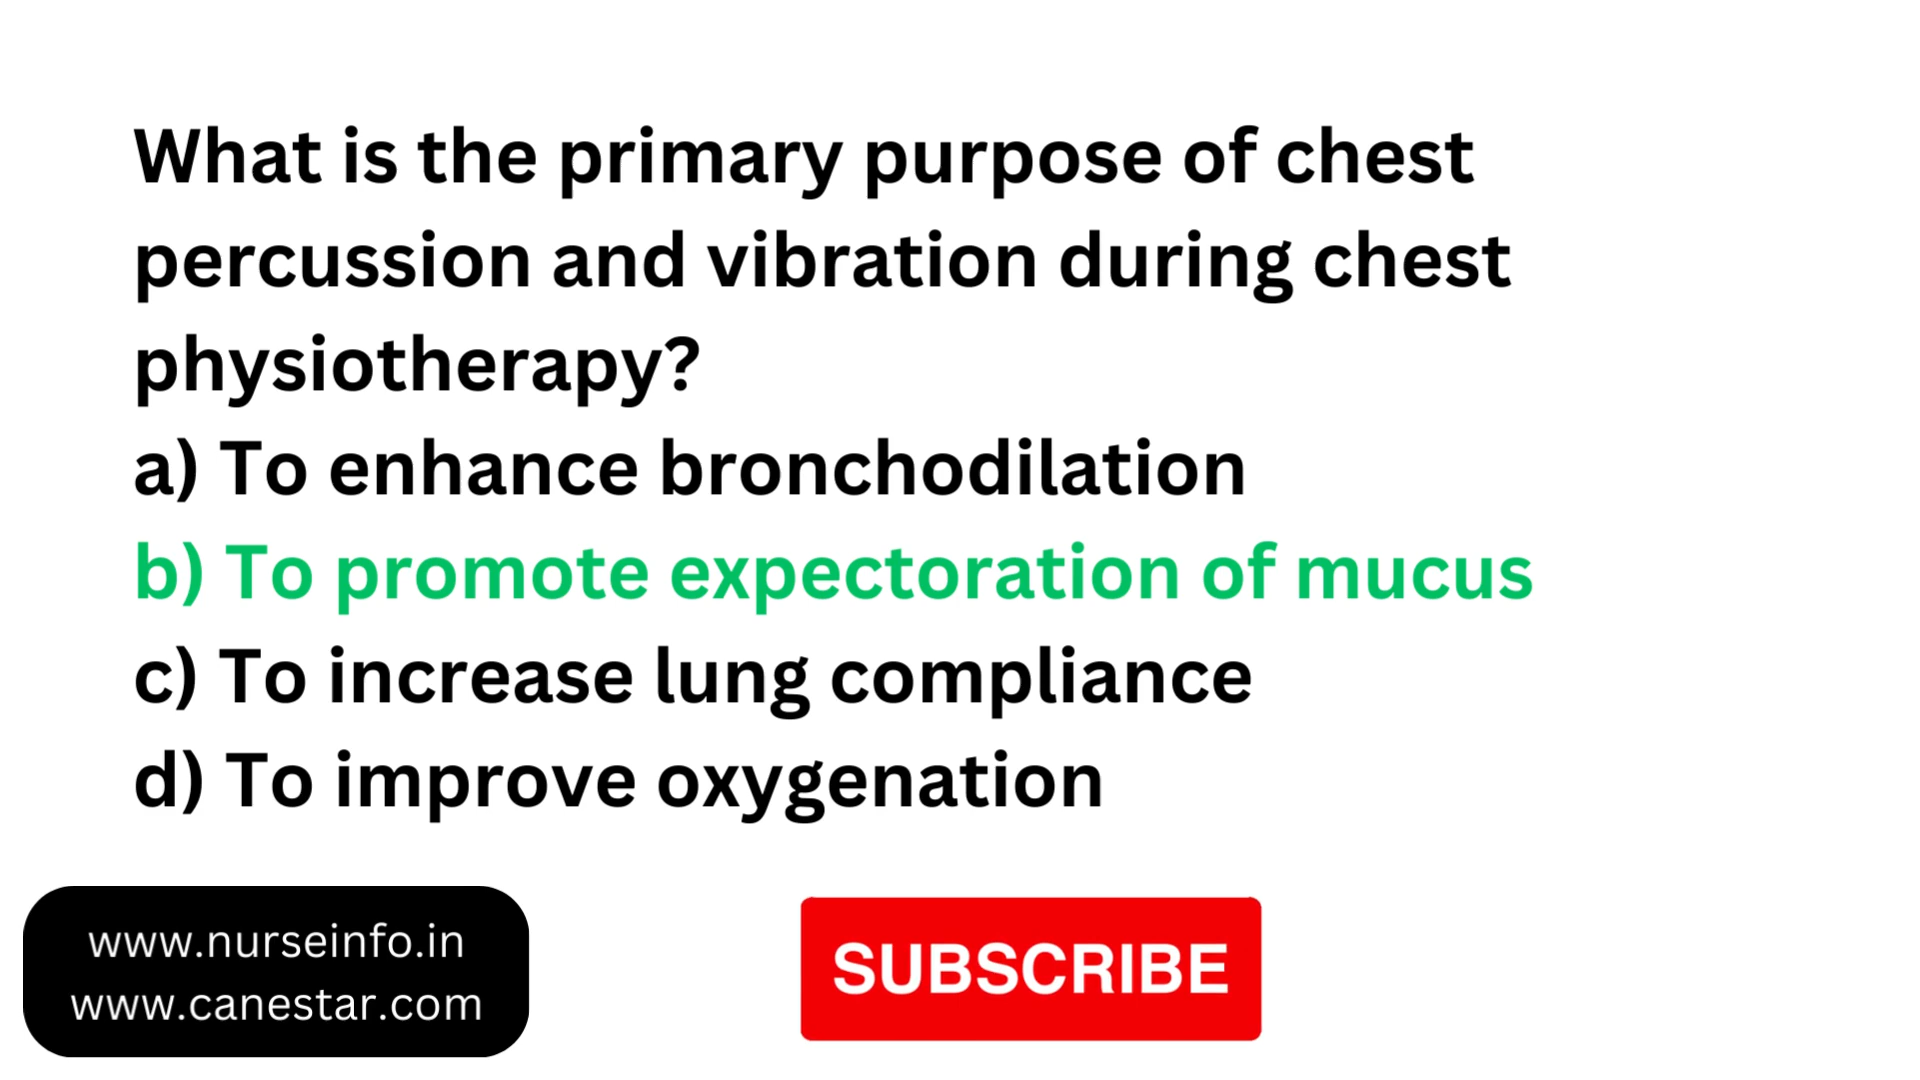 What is the primary purpose of chest
percussion and vibration during chest
physiotherapy?
a) To enhance bronchodilation
b) To promote expectoration of mucus
c) To increase lung compliance
d) To improve oxygenation
www.nurseinfo.in
www.canestar.com
SUBSCRIBE